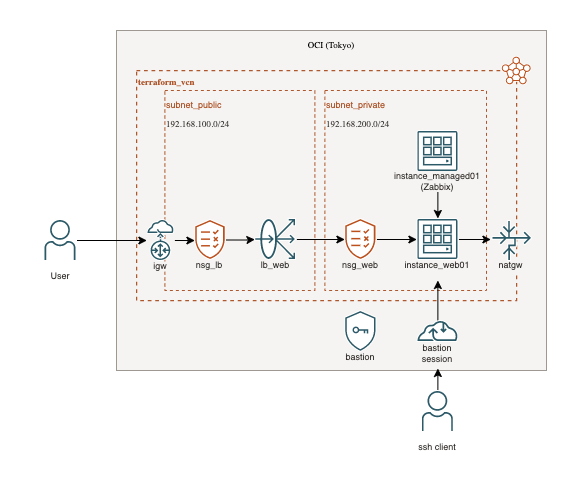 OCI (Tokyo)
terraform_vcn
subnet_public
192.168.100.0/24
subnet_private
192.168.200.0/24
instance_managed01
(Zabbix)
User
igw
nsg_lb
lb_web
nsg_web
instance_web01
natgw
bastion
bastion
session
ssh client